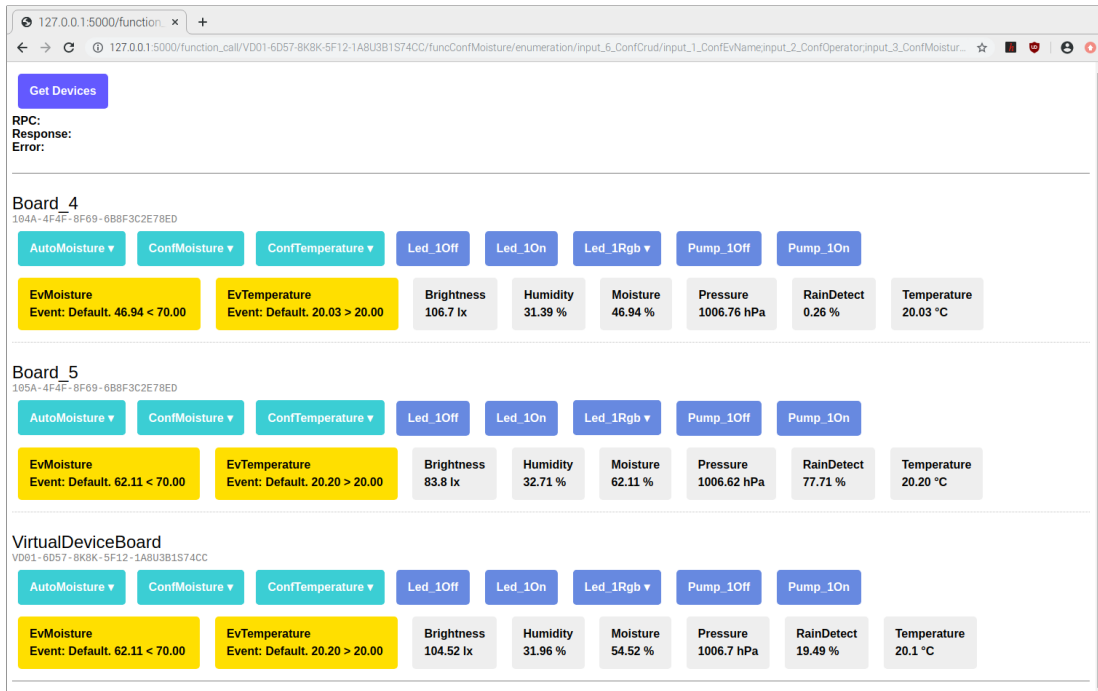 127.0.0.1:5000/function_ × +
127.0.0.1:5000/function_call/VD01-6D57-8K8K-5F12-1A8U3B1S74CC/funcConfMoisture/enumeration/input_6_ConfCrud/input_1_ConfEvName;input_2_ConfOperator;input_3_ConfMoistur...
Get Devices
RPC:
Response:
Error:
Board_4
104A-4F4F-8F69-6B8F3C2E78ED
AutoMoisture ▾ ConfMoisture ▾ ConfTemperature ▾ Led_1Off Led_1On Led_1Rgb ▾ Pump_1Off Pump_1On
EvMoisture EvTemperature Brightness Humidity Moisture Pressure RainDetect Temperature
Event: Default. 46.94 < 70.00 Event: Default. 20.03 > 20.00 106.7 lx 31.39 % 46.94 % 1006.76 hPa 0.26 % 20.03 °C
Board_5
105A-4F4F-8F69-6B8F3C2E78ED
AutoMoisture ▾ ConfMoisture ▾ ConfTemperature ▾ Led_1Off Led_1On Led_1Rgb ▾ Pump_1Off Pump_1On
EvMoisture EvTemperature Brightness Humidity Moisture Pressure RainDetect Temperature
Event: Default. 62.11 < 70.00 Event: Default. 20.20 > 20.00 83.8 lx 32.71 % 62.11 % 1006.62 hPa 77.71 % 20.20 °C
VirtualDeviceBoard
VD01-6D57-8K8K-5F12-1A8U3B1S74CC
AutoMoisture ▾ ConfMoisture ▾ ConfTemperature ▾ Led_1Off Led_1On Led_1Rgb ▾ Pump_1Off Pump_1On
EvMoisture EvTemperature Brightness Humidity Moisture Pressure RainDetect Temperature
Event: Default. 62.11 < 70.00 Event: Default. 20.20 > 20.00 104.52 lx 31.96 % 54.52 % 1006.7 hPa 19.49 % 20.1 °C